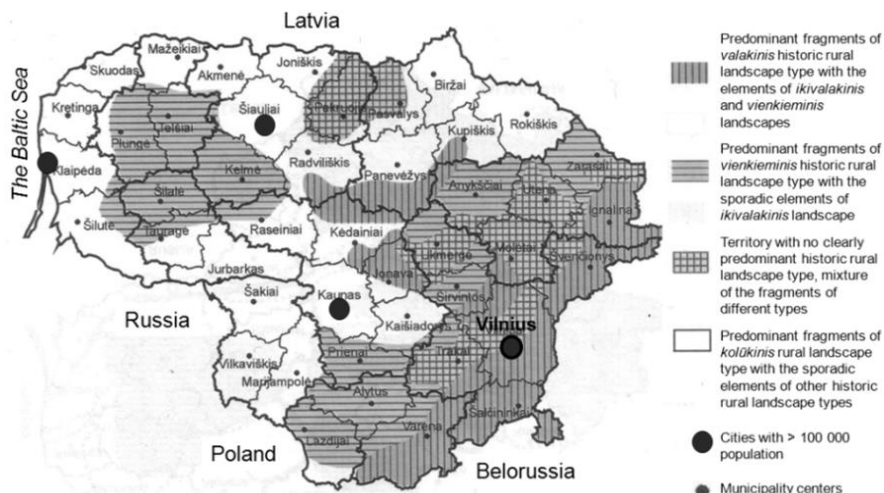 Latvia
Mažeikiai
Skuodas
Akmenė
Joniškis
Biržai
Kretinga
Šiauliai
Pakruojis
Pasvalys
The Baltic Sea
Plungė
Telšiai
Kupiškis
Rokiškis
Klaipėda
Kelmė
Radviliškis
Panevėžys
Anykščiai
Zarasai
Utena
Šilalė
Ignalina
Šilutė
Tauragė
Raseiniai
Kėdainiai
Ukmergė
Molėtai
Švenčionys
Jurbarkas
Jonava
Šakiai
Širvintos
Kaunas
Russia
Kaišiadorys
Vilnius
Vilkaviškis
Prienai
Trakai
Marijampolė
Alytus
Šalčininkai
Lazdijai
Varėna
Poland
Belorussia
Predominant fragments of
valakinis historic rural
landscape type with the
elements of ikivalakinis
and vienkieminis
landscapes
Predominant fragments of
vienkieminis historic rural
landscape type with the
sporadic elements of
ikivalakinis landscape
Territory with no clearly
predominant historic rural
landscape type, mixture
of the fragments of
different types
Predominant fragments of
kolūkinis rural landscape
type with the sporadic
elements of other historic
rural landscape types
Cities with > 100 000
population
Municipality centers